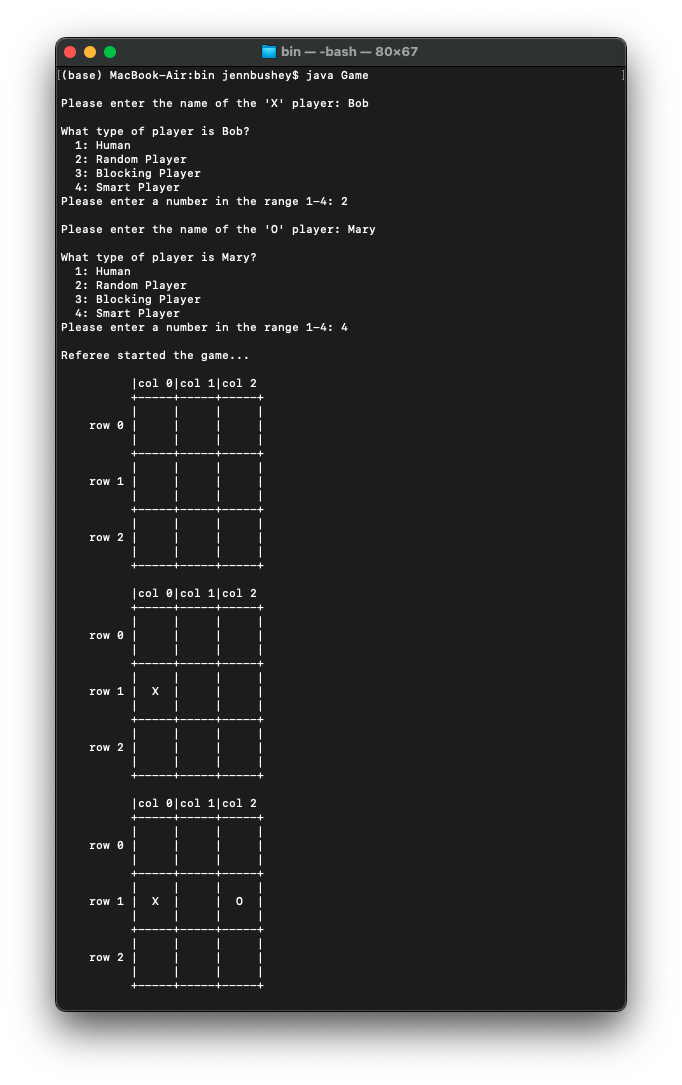 bin — -bash — 80×67
(base) MacBook-Air:bin jennbushey$ java Game
Please enter the name of the 'X' player: Bob
What type of player is Bob?
1: Human
2: Random Player
3: Blocking Player
4: Smart Player
Please enter a number in the range 1-4: 2
Please enter the name of the 'O' player: Mary
What type of player is Mary?
1: Human
2: Random Player
3: Blocking Player
4: Smart Player
Please enter a number in the range 1-4: 4
Referee started the game...
|col 0|col 1|col 2
+-----+-----+-----+
|     |     |     |
row 0 |     |     |     |
|     |     |     |
+-----+-----+-----+
|     |     |     |
row 1 |     |     |     |
|     |     |     |
+-----+-----+-----+
|     |     |     |
row 2 |     |     |     |
|     |     |     |
+-----+-----+-----+
|col 0|col 1|col 2
+-----+-----+-----+
|     |     |     |
row 0 |     |     |     |
|     |     |     |
+-----+-----+-----+
|     |     |     |
row 1 |  X  |     |     |
|     |     |     |
+-----+-----+-----+
|     |     |     |
row 2 |     |     |     |
|     |     |     |
+-----+-----+-----+
|col 0|col 1|col 2
+-----+-----+-----+
|     |     |     |
row 0 |     |     |     |
|     |     |     |
+-----+-----+-----+
|     |     |     |
row 1 |  X  |     |  O  |
|     |     |     |
+-----+-----+-----+
|     |     |     |
row 2 |     |     |     |
|     |     |     |
+-----+-----+-----+